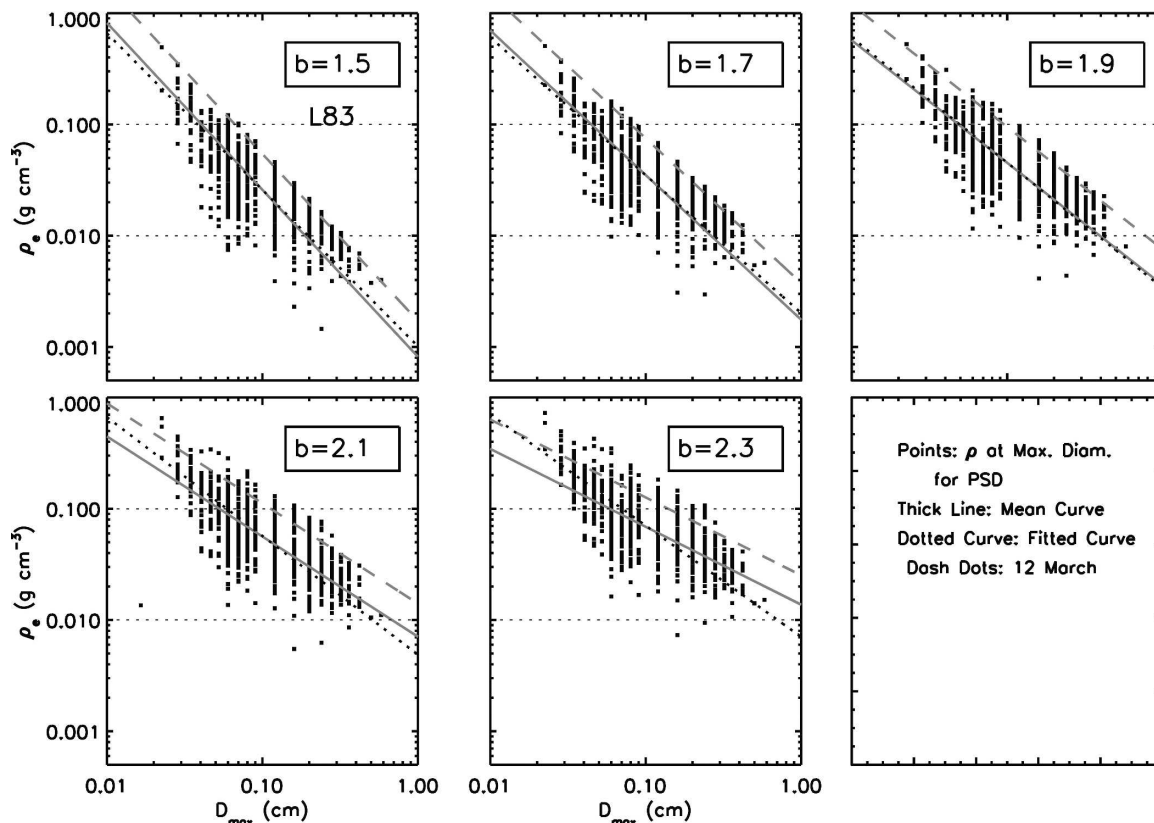 1.000
0.100
0.010
0.001
ρe (g cm⁻³)
b=1.5
L83
b=1.7
b=1.9
1.000
0.100
0.010
0.001
ρe (g cm⁻³)
b=2.1
b=2.3
Points: ρ at Max. Diam.
for PSD
Thick Line: Mean Curve
Dotted Curve: Fitted Curve
Dash Dots: 12 March
0.01 0.10 1.00
0.01 0.10 1.00
Dmax (cm)
Dmax (cm)